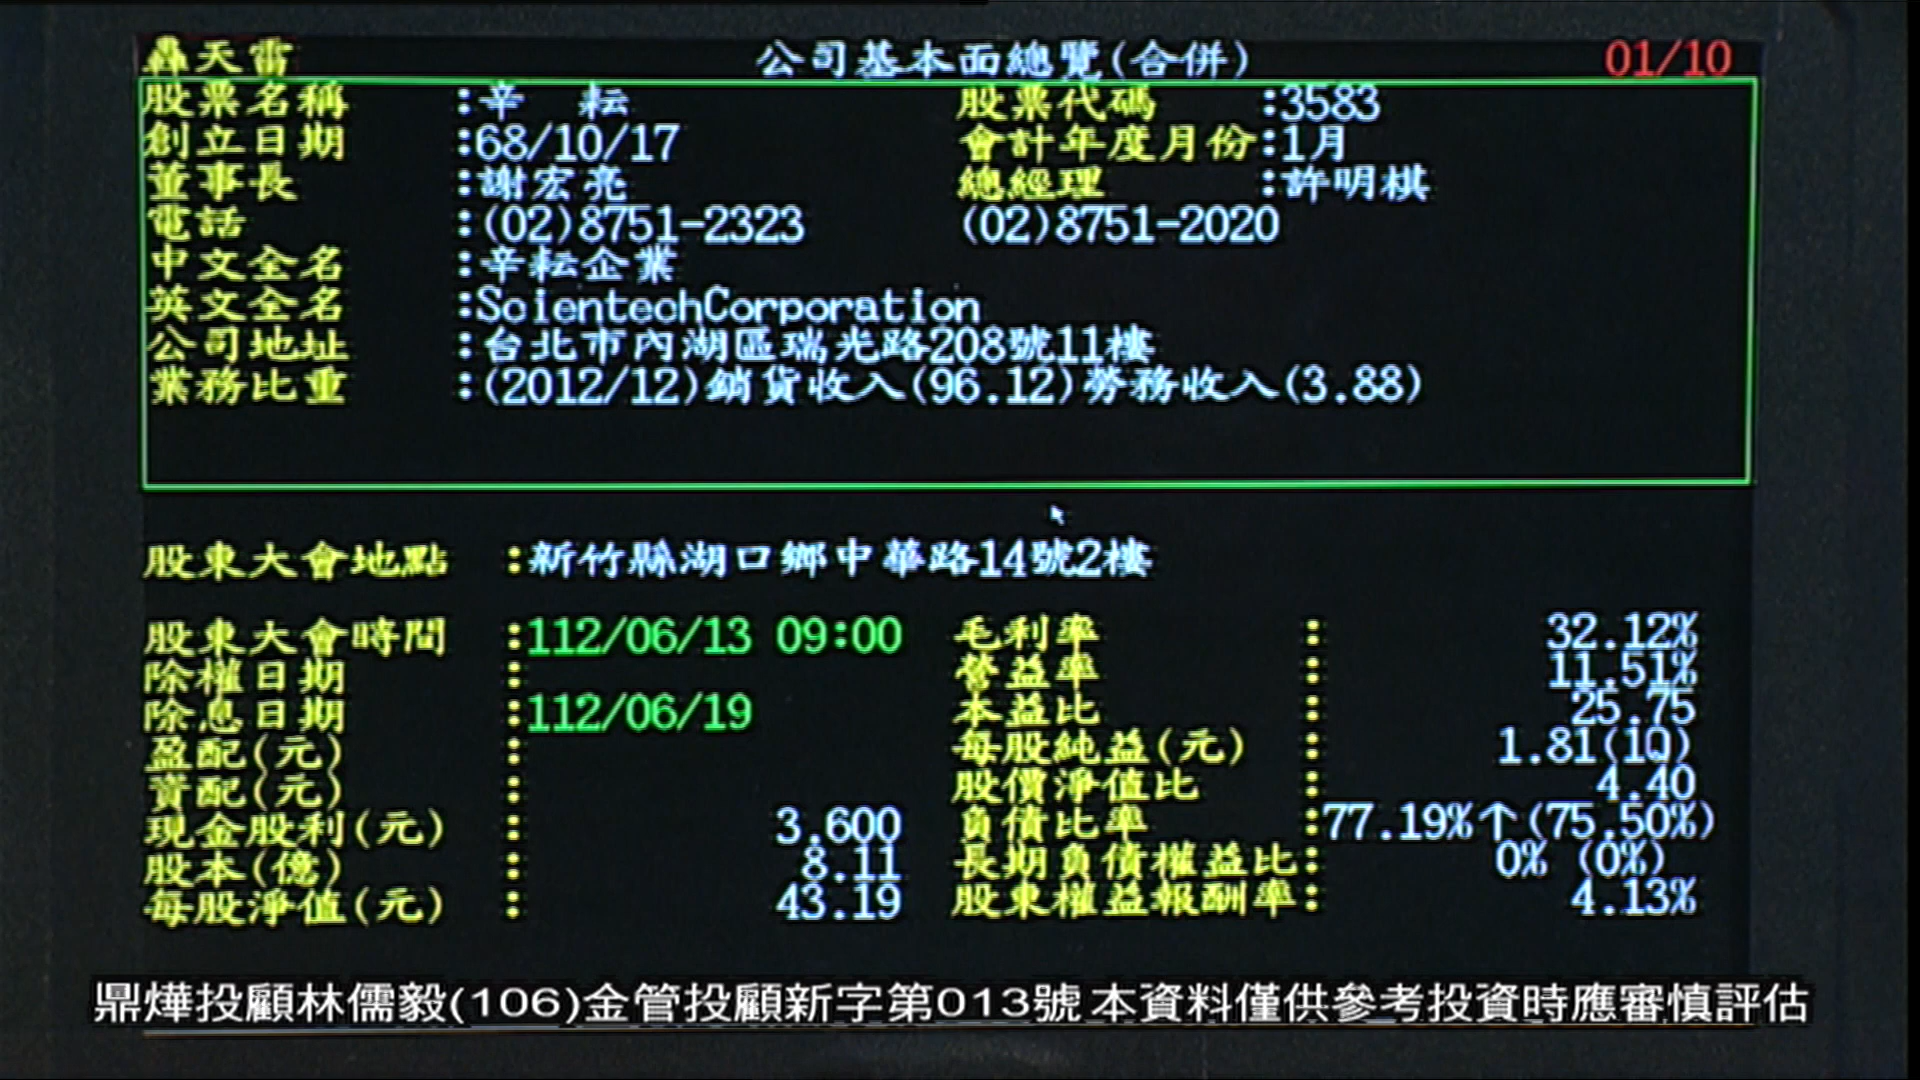 轟天雷 公司基本面總覽(合併) 01/10
股票名稱 :辛 耘 股票代碼 :3583
創立日期 :68/10/17 會計年度月份:1月
董事長 :謝宏亮 總經理 :許明棋
電話 :(02)8751-2323 (02)8751-2020
中文全名 :辛耘企業
英文全名 :ScientechCorporation
公司地址 :台北市內湖區瑞光路208號11樓
業務比重 :(2012/12)銷貨收入(96.12)勞務收入(3.88)
股東大會地點 :新竹縣湖口鄉中華路14號2樓
股東大會時間 :112/06/13 09:00 毛利率 : 32.12%
除權日期 : 營益率 : 11.51%
除息日期 :112/06/19 本益比 : 25.75
盈配(元) : 每股純益(元) : 1.81(1Q)
資配(元) : 股價淨值比 : 4.40
現金股利(元) : 3.600 負債比率 :77.19%↑(75.50%)
股本(億) : 8.11 長期負債權益比: 0% (0%)
每股淨值(元) : 43.19 股東權益報酬率: 4.13%
鼎燁投顧林儒毅(106)金管投顧新字第013號 本資料僅供參考投資時應審慎評估